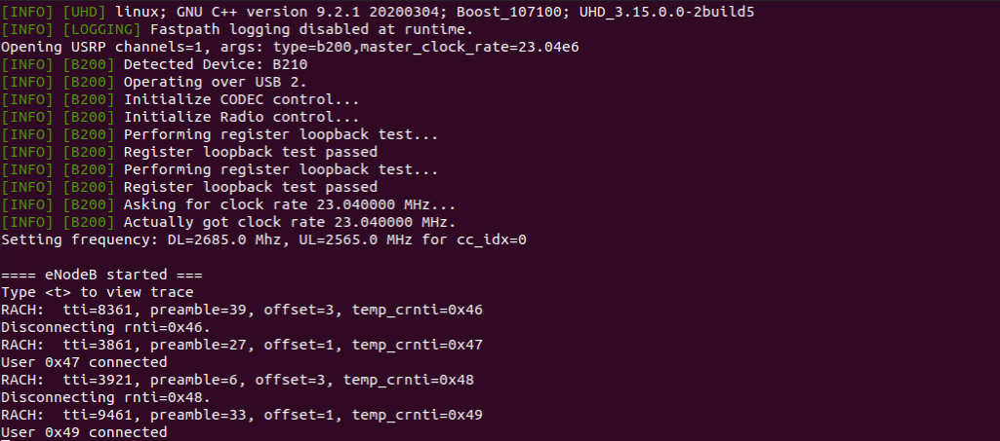 [INFO] [UHD] linux; GNU C++ version 9.2.1 20200304; Boost_107100; UHD_3.15.0.0-2build5
[INFO] [LOGGING] Fastpath logging disabled at runtime.
Opening USRP channels=1, args: type=b200,master_clock_rate=23.04e6
[INFO] [B200] Detected Device: B210
[INFO] [B200] Operating over USB 2.
[INFO] [B200] Initialize CODEC control...
[INFO] [B200] Initialize Radio control...
[INFO] [B200] Performing register loopback test...
[INFO] [B200] Register loopback test passed
[INFO] [B200] Performing register loopback test...
[INFO] [B200] Register loopback test passed
[INFO] [B200] Asking for clock rate 23.040000 MHz...
[INFO] [B200] Actually got clock rate 23.040000 MHz.
Setting frequency: DL=2685.0 Mhz, UL=2565.0 MHz for cc_idx=0
==== eNodeB started ===
Type <t> to view trace
RACH:  tti=8361, preamble=39, offset=3, temp_crnti=0x46
Disconnecting rnti=0x46.
RACH:  tti=3861, preamble=27, offset=1, temp_crnti=0x47
User 0x47 connected
RACH:  tti=3921, preamble=6, offset=3, temp_crnti=0x48
Disconnecting rnti=0x48.
RACH:  tti=9461, preamble=33, offset=1, temp_crnti=0x49
User 0x49 connected